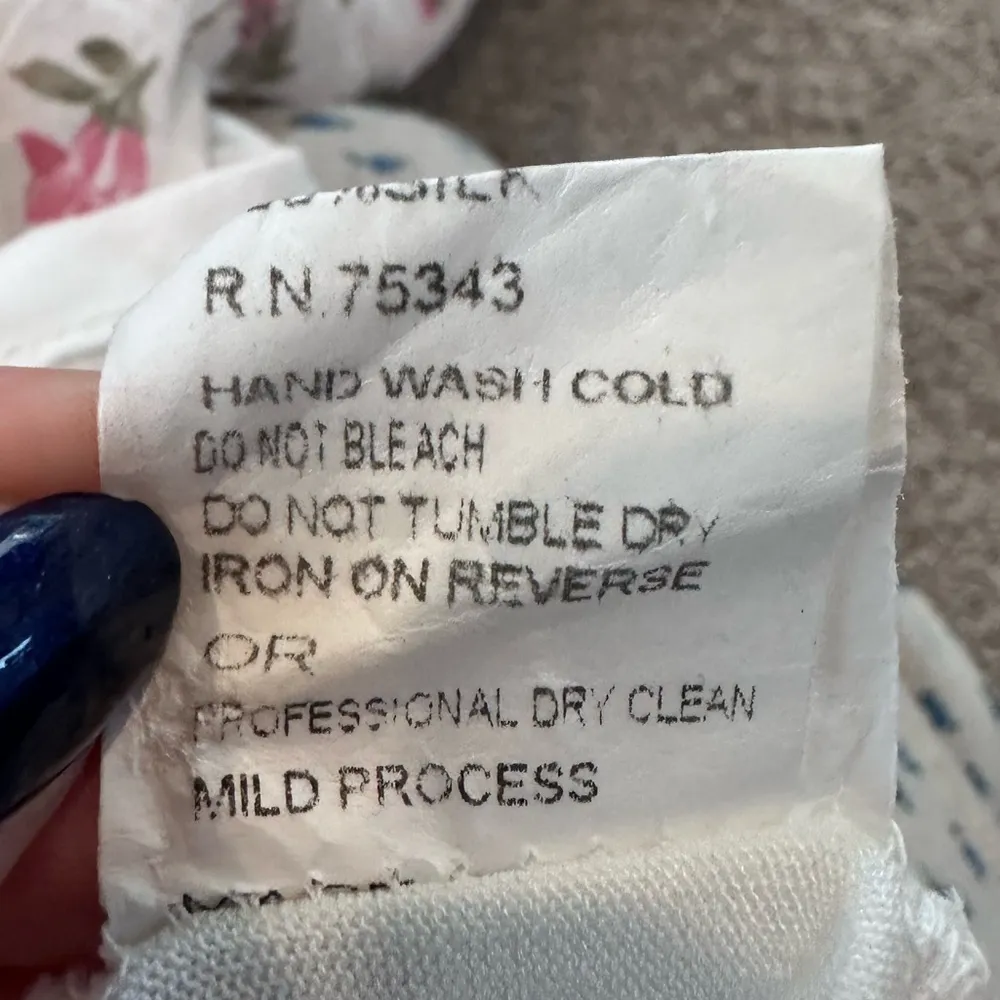 %SILK
R.N.75343
HAND WASH COLD
DO NOT BLEACH
DO NOT TUMBLE DRY
IRON ON REVERSE
OR
PROFESSIONAL DRY CLEAN
MILD PROCESS